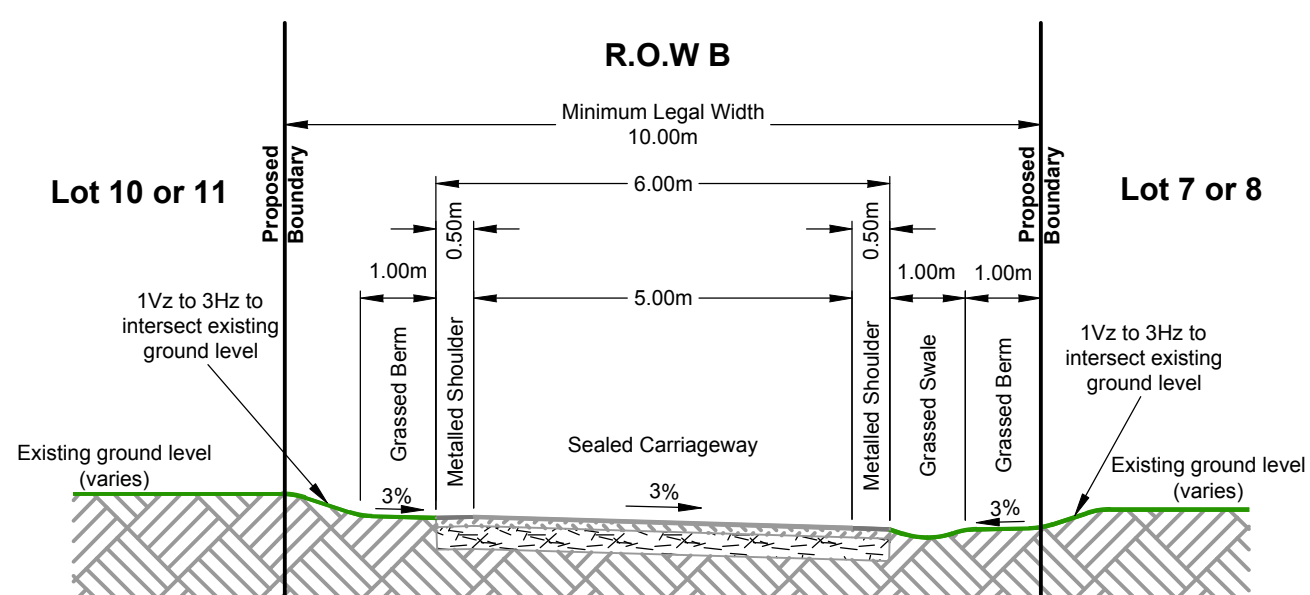 R.O.W B
Minimum Legal Width
10.00m
Lot 10 or 11
Proposed
Boundary
6.00m
Proposed
Boundary
Lot 7 or 8
0.50m
0.50m
1.00m
5.00m
1.00m
1.00m
1Vz to 3Hz to
intersect existing
ground level
1Vz to 3Hz to
intersect existing
ground level
Grassed Berm
Metalled Shoulder
Sealed Carriageway
Metalled Shoulder
Grassed Swale
Grassed Berm
Existing ground level
(varies)
Existing ground level
(varies)
3%
3%
3%